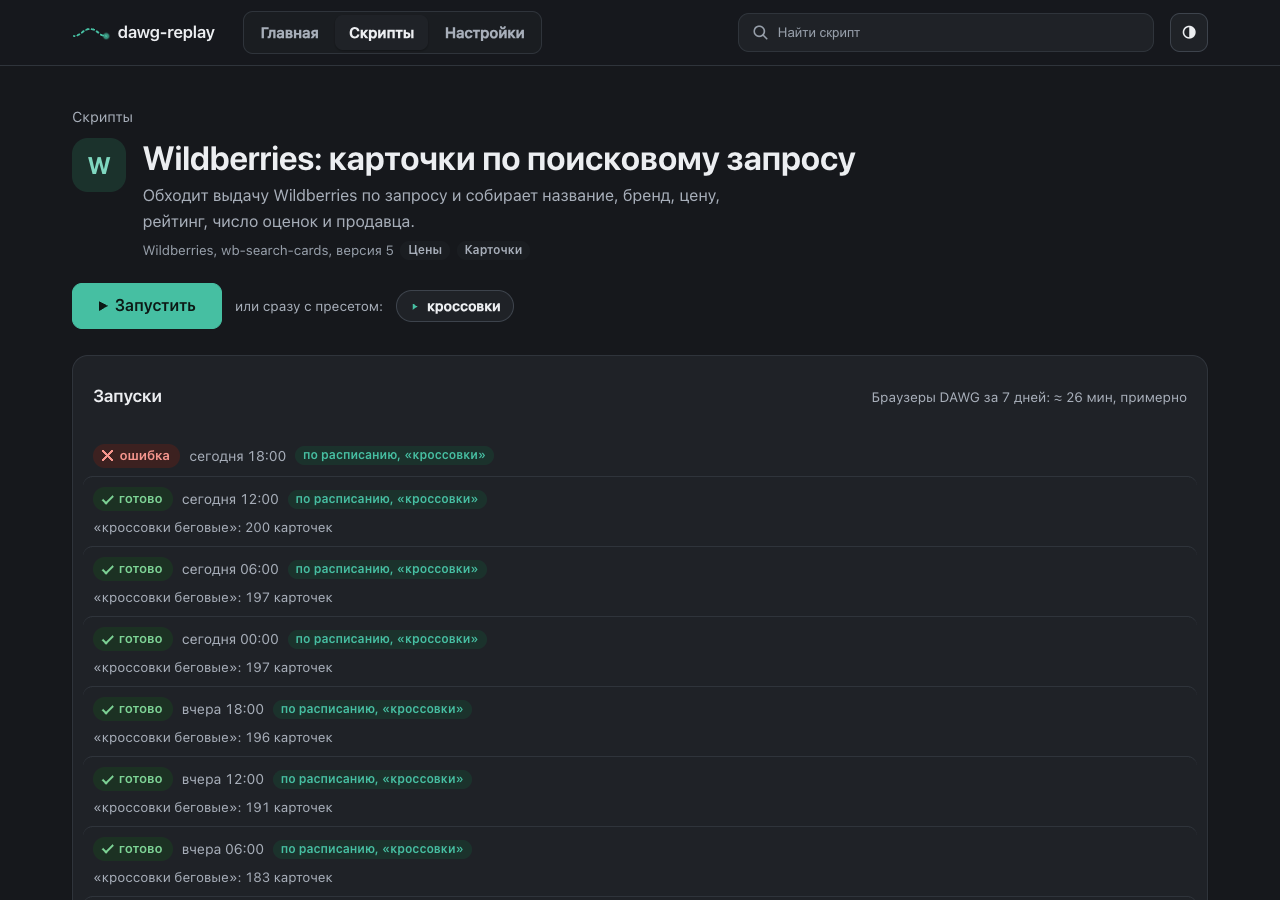 dawg-replay
Главная
Скрипты
Настройки
Найти скрипт
Скрипты
W
Wildberries: карточки по поисковому запросу
Обходит выдачу Wildberries по запросу и собирает название, бренд, цену,
рейтинг, число оценок и продавца.
Wildberries, wb-search-cards, версия 5 Цены Карточки
Запустить или сразу с пресетом: кроссовки
Запуски
Браузеры DAWG за 7 дней: ≈ 26 мин, примерно
ошибка сегодня 18:00 по расписанию, «кроссовки»
готово сегодня 12:00 по расписанию, «кроссовки»
«кроссовки беговые»: 200 карточек
готово сегодня 06:00 по расписанию, «кроссовки»
«кроссовки беговые»: 197 карточек
готово сегодня 00:00 по расписанию, «кроссовки»
«кроссовки беговые»: 197 карточек
готово вчера 18:00 по расписанию, «кроссовки»
«кроссовки беговые»: 196 карточек
готово вчера 12:00 по расписанию, «кроссовки»
«кроссовки беговые»: 191 карточек
готово вчера 06:00 по расписанию, «кроссовки»
«кроссовки беговые»: 183 карточек